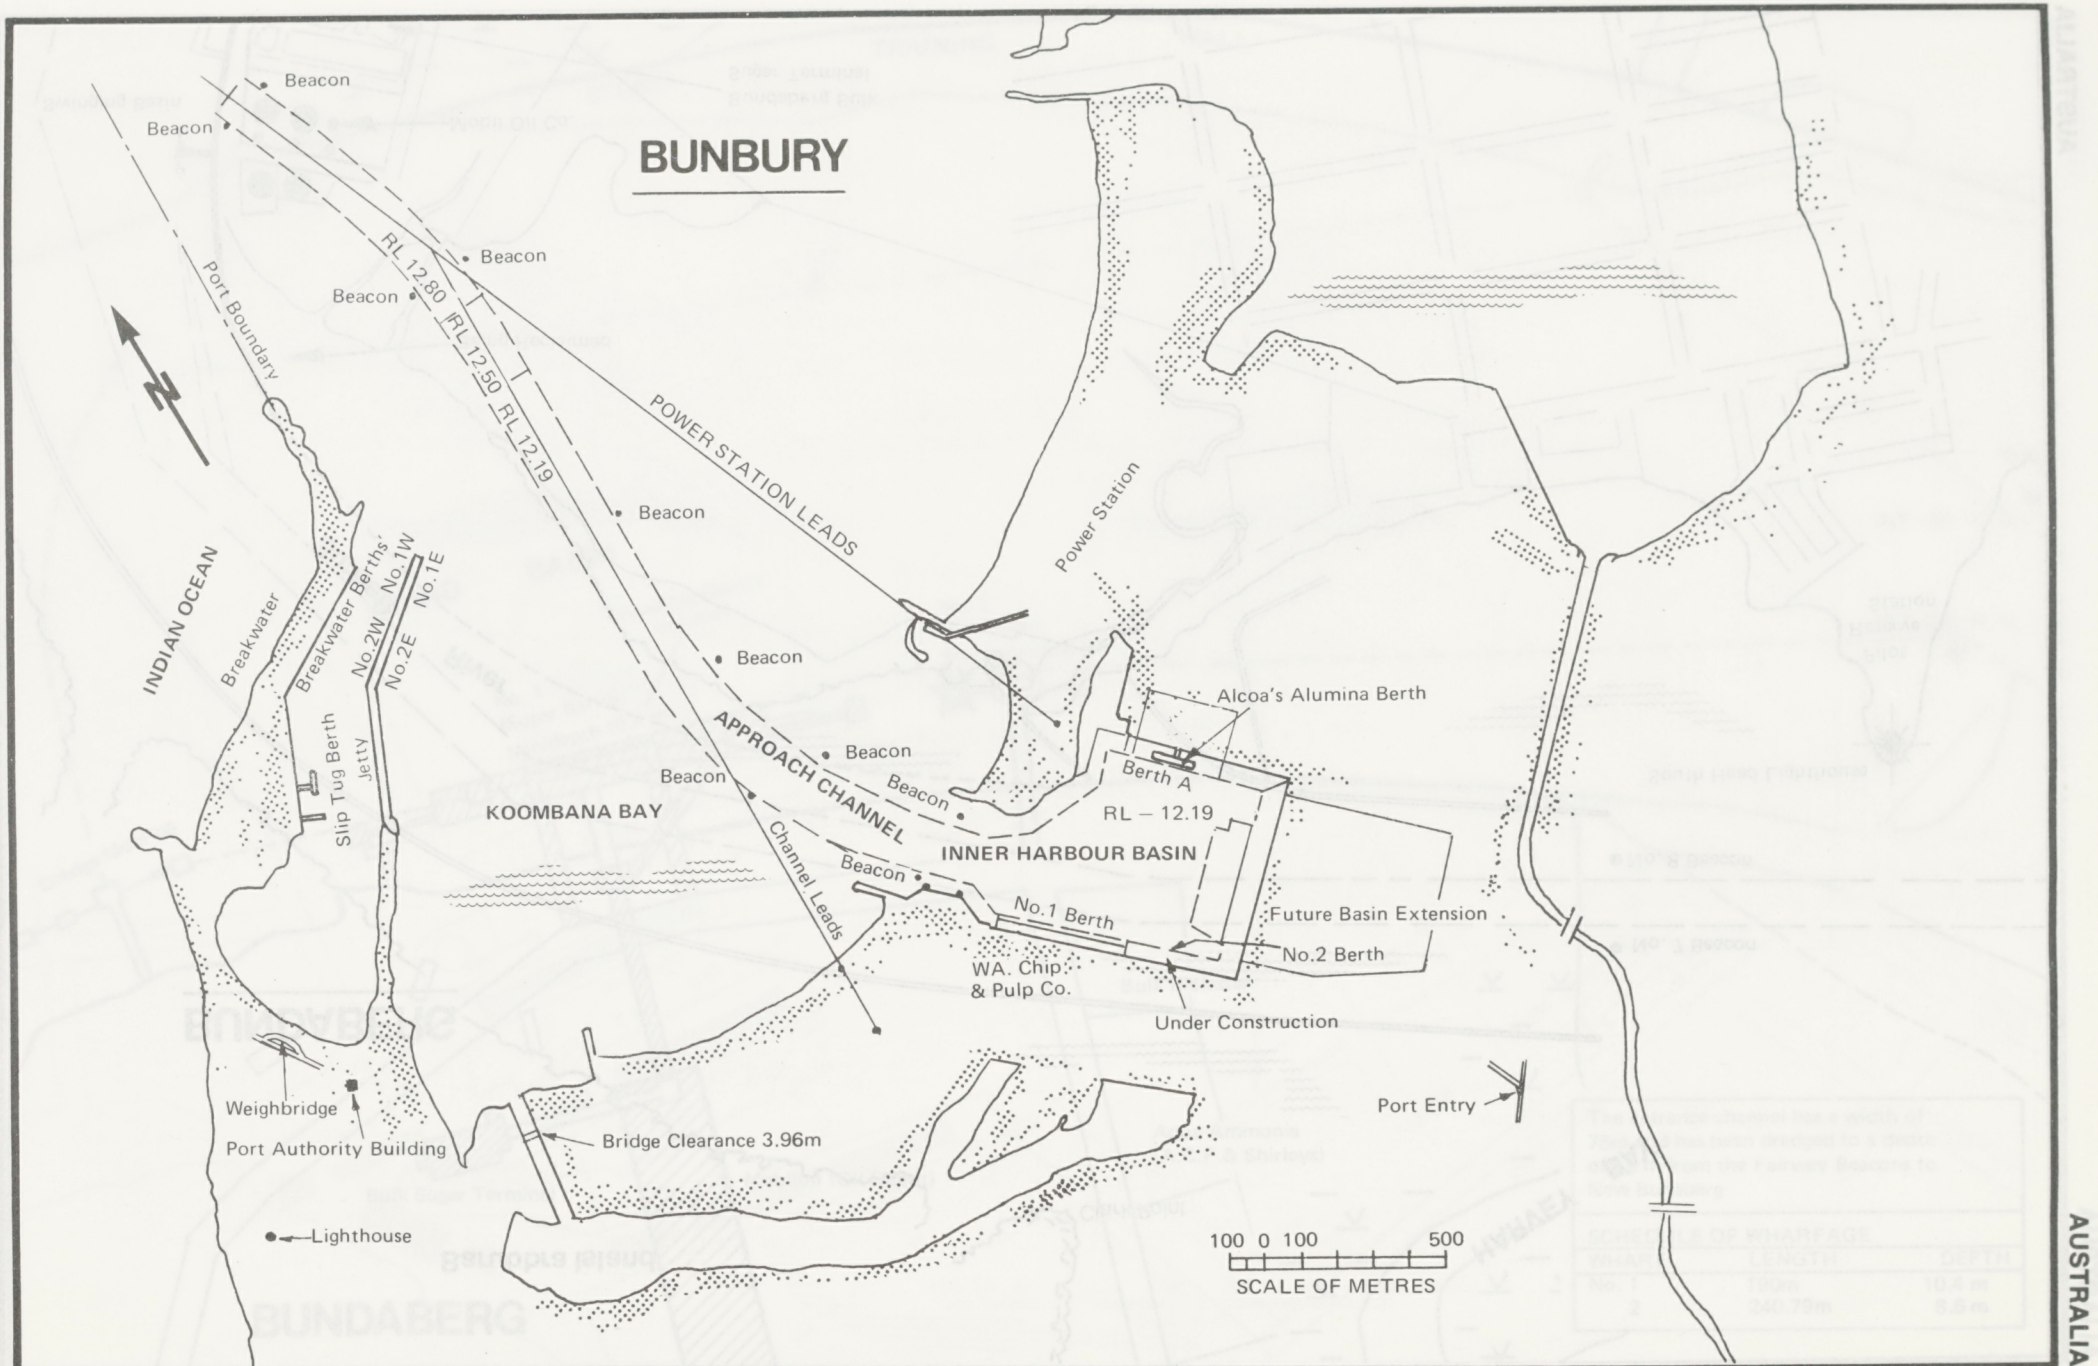 BUNBURY
Beacon
Beacon
Beacon
Beacon
RL 12.80
RL 12.50
RL 12.19
Port Boundary
N
POWER STATION LEADS
Beacon
Power Station
INDIAN OCEAN
Breakwater
Breakwater Berths'
No.1W
No.1E
No.2W
No.2E
Slip Tug Berth
Jetty
Beacon
Alcoa's Alumina Berth
Beacon
APPROACH CHANNEL
Beacon
Beacon
Berth A
RL – 12.19
KOOMBANA BAY
INNER HARBOUR BASIN
Channel Leads
Beacon
No.1 Berth
Future Basin Extension
No.2 Berth
WA. Chip
& Pulp Co.
Under Construction
Weighbridge
Port Authority Building
Bridge Clearance 3.96m
Port Entry
Lighthouse
100 0 100 500
SCALE OF METRES
AUSTRALIA
BUNDABERG